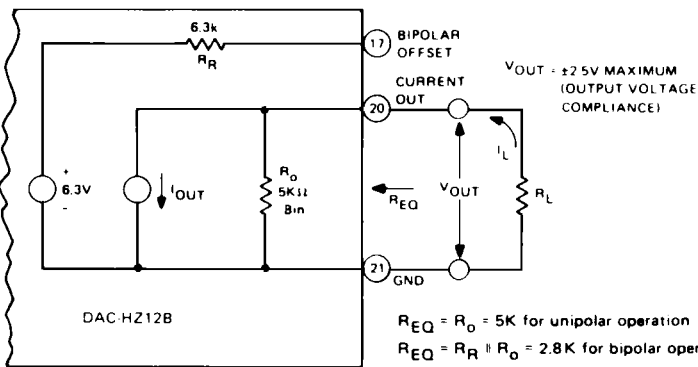 6.3k
R_R
17
BIPOLAR
OFFSET
V_OUT = ±2 5V MAXIMUM
(OUTPUT VOLTAGE
COMPLIANCE)
CURRENT
OUT
20
I_L
+
6.3V
-
I_OUT
R_o
5KΩ
Bin
R_EQ
V_OUT
R_L
21
GND
DAC-HZ12B
R_EQ = R_o = 5K for unipolar operation
R_EQ = R_R || R_o = 2.8K for bipolar oper